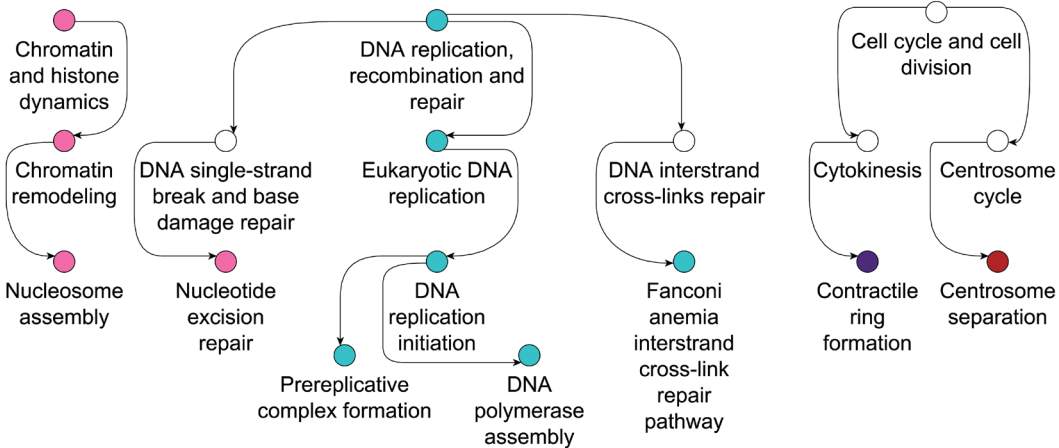 Chromatin
and histone
dynamics
DNA replication,
recombination and
repair
Cell cycle and cell
division
Chromatin
remodeling
DNA single-strand
break and base
damage repair
Eukaryotic DNA
replication
DNA interstrand
cross-links repair
Cytokinesis
Centrosome
cycle
Nucleosome
assembly
Nucleotide
excision
repair
DNA
replication
initiation
Fanconi
anemia
interstrand
cross-link
repair
pathway
Contractile
ring
formation
Centrosome
separation
Prereplicative
complex formation
DNA
polymerase
assembly